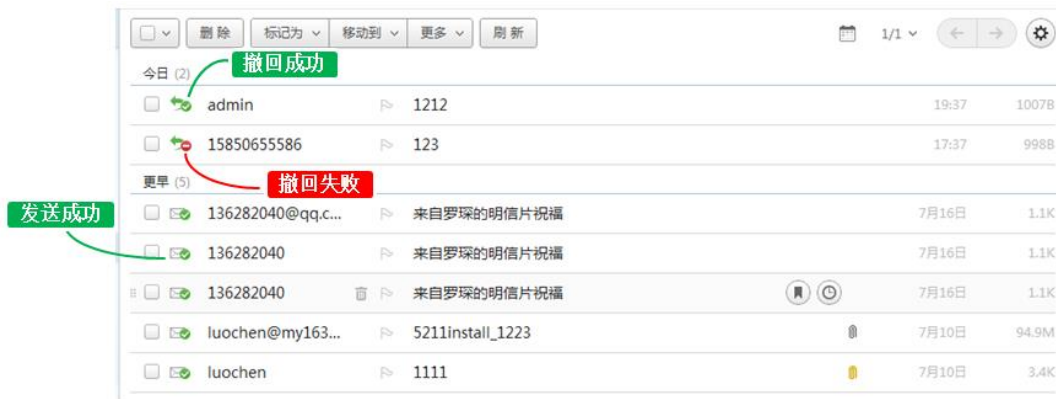 删 除 标记为 移动到 更多 刷 新 1/1
今日 (2)
撤回成功
admin 1212 19:37 1007B
15850655586 123 17:37 998B
更早 (5)
撤回失败
发送成功
136282040@qq.c... 来自罗琛的明信片祝福 7月16日 1.1K
136282040 来自罗琛的明信片祝福 7月16日 1.1K
136282040 来自罗琛的明信片祝福 7月16日 1.1K
luochen@my163... 5211install_1223 7月10日 94.9M
luochen 1111 7月10日 3.4K